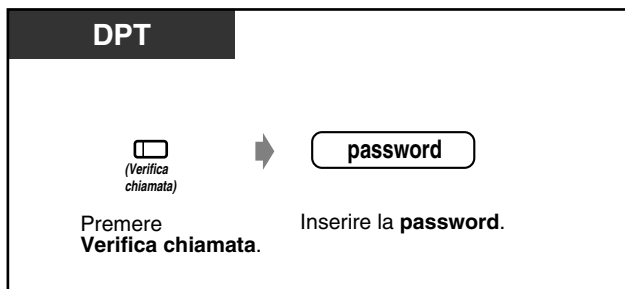 DPT
(Verifica
chiamata)
password
Premere
Verifica chiamata.
Inserire la password.